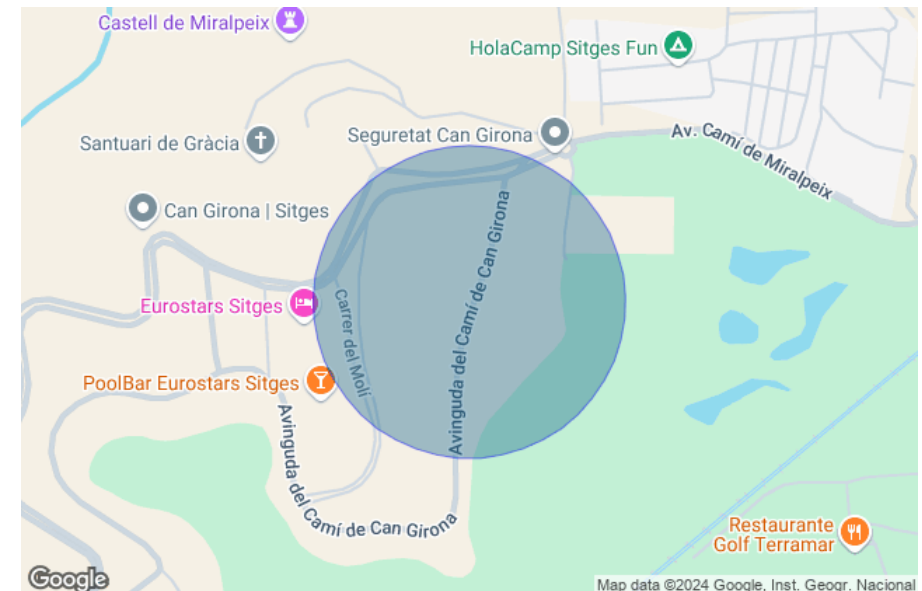 Castell de Miralpeix
HolaCamp Sitges Fun
Santuari de Gràcia
Seguretat Can Girona
Av. Camí de Miralpeix
Can Girona | Sitges
Avinguda del Camí de Can Girona
Eurostars Sitges
Carrer del Molí
PoolBar Eurostars Sitges
Avinguda del Camí de Can Girona
Restaurante
Golf Terramar
Google
Map data ©2024 Google, Inst. Geogr. Nacional